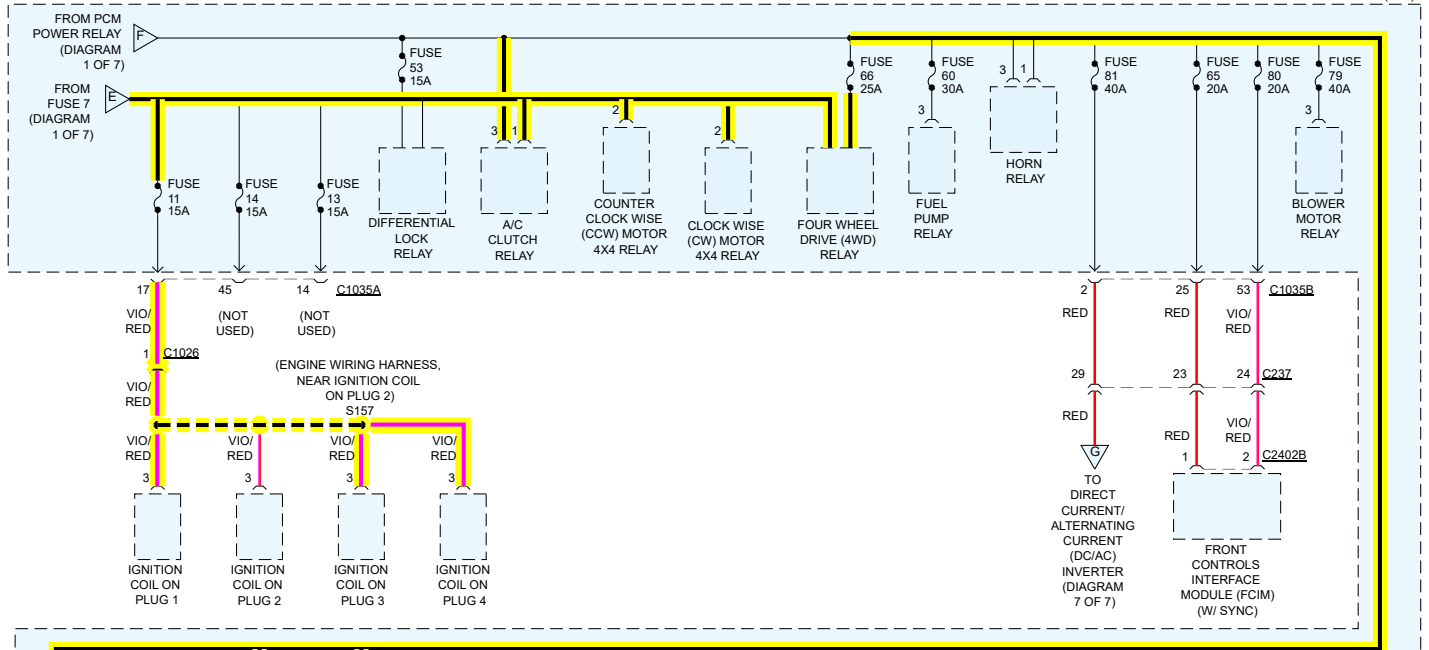 FROM PCM
POWER RELAY
(DIAGRAM
1 OF 7)
F
FROM
FUSE 7
(DIAGRAM
1 OF 7)
E
FUSE
53
15A
FUSE
66
25A
FUSE
60
30A
3
1
FUSE
81
40A
FUSE
65
20A
FUSE
80
20A
FUSE
79
40A
3
1
2
2
3
3
FUSE
11
15A
FUSE
14
15A
FUSE
13
15A
DIFFERENTIAL
LOCK
RELAY
A/C
CLUTCH
RELAY
COUNTER
CLOCK WISE
(CCW) MOTOR
4X4 RELAY
CLOCK WISE
(CW) MOTOR
4X4 RELAY
FOUR WHEEL
DRIVE (4WD)
RELAY
FUEL
PUMP
RELAY
HORN
RELAY
BLOWER
MOTOR
RELAY
17
45
14
C1035A
2
25
53
C1035B
VIO/
RED
(NOT
USED)
(NOT
USED)
RED
RED
VIO/
RED
1
C1026
(ENGINE WIRING HARNESS,
NEAR IGNITION COIL
ON PLUG 2)
S157
29
23
24
C237
VIO/
RED
RED
RED
VIO/
RED
VIO/
RED
VIO/
RED
VIO/
RED
VIO/
RED
3
3
3
3
G
1
2
C2402B
IGNITION
COIL ON
PLUG 1
IGNITION
COIL ON
PLUG 2
IGNITION
COIL ON
PLUG 3
IGNITION
COIL ON
PLUG 4
TO
DIRECT
CURRENT/
ALTERNATING
CURRENT
(DC/AC)
INVERTER
(DIAGRAM
7 OF 7)
FRONT
CONTROLS
INTERFACE
MODULE (FCIM)
(W/ SYNC)